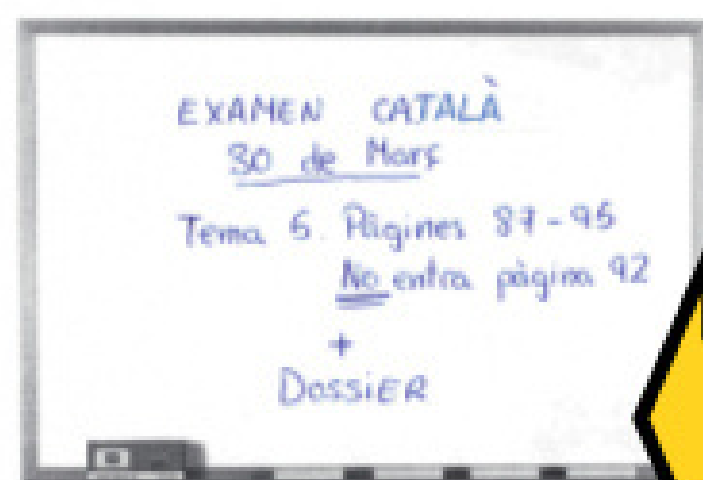 EXAMEN CATALÀ
30 de Març
Tema 6. Pàgines 87-95
No entra pàgina 92
+
DossiER